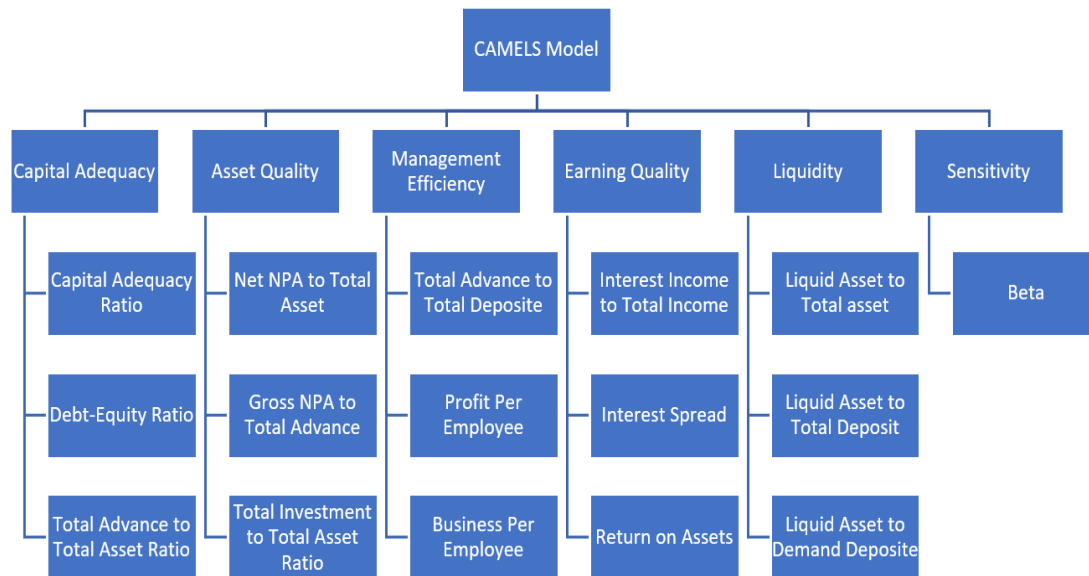 CAMELS Model
Capital Adequacy
Asset Quality
Management
Efficiency
Earning Quality
Liquidity
Sensitivity
Capital Adequacy
Ratio
Net NPA to Total
Asset
Total Advance to
Total Deposite
Interest Income
to Total Income
Liquid Asset to
Total asset
Beta
Debt-Equity Ratio
Gross NPA to
Total Advance
Profit Per
Employee
Interest Spread
Liquid Asset to
Total Deposit
Total Advance to
Total Asset Ratio
Total Investment
to Total Asset
Ratio
Business Per
Employee
Return on Assets
Liquid Asset to
Demand Deposite